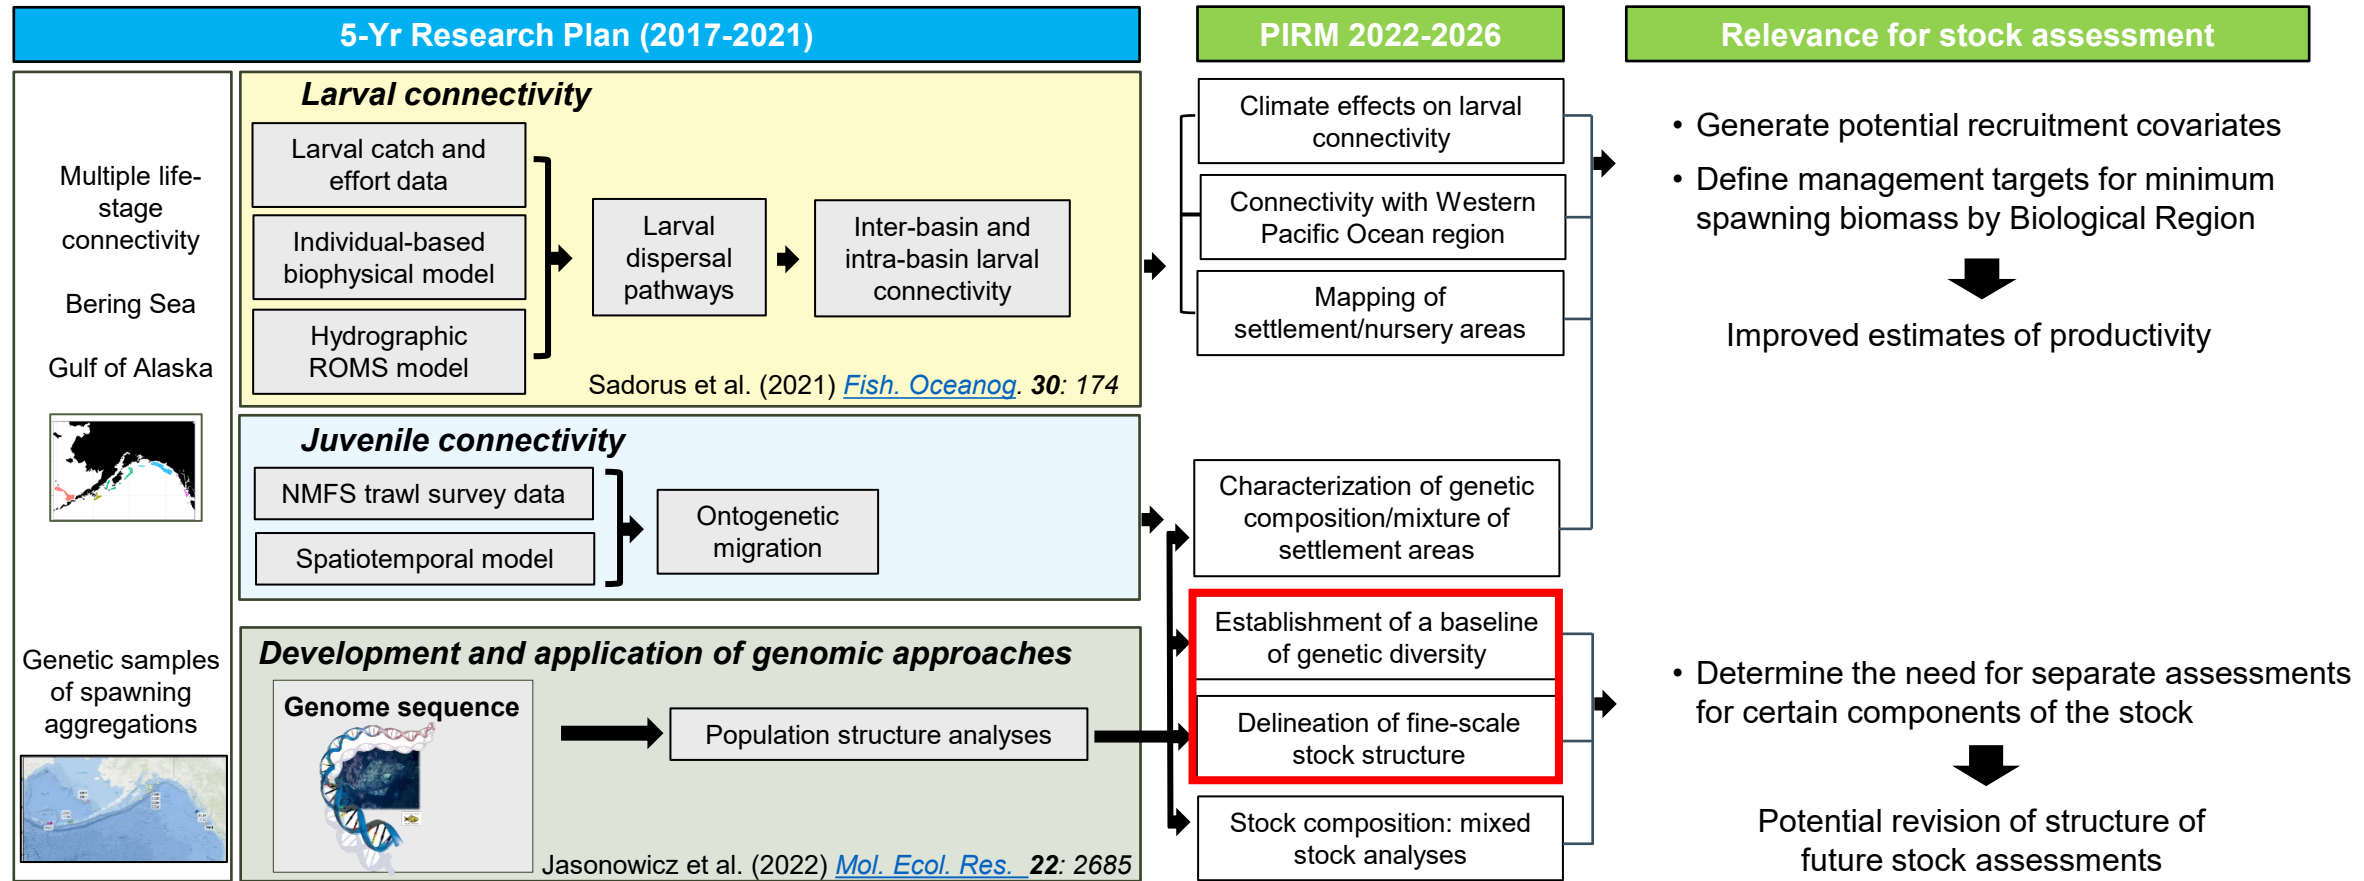 5-Yr Research Plan (2017-2021)
PIRM 2022-2026
Relevance for stock assessment
Multiple life-
stage
connectivity
Bering Sea
Gulf of Alaska
Genetic samples
of spawning
aggregations
Larval connectivity
Larval catch and
effort data
Individual-based
biophysical model
Hydrographic
ROMS model
Larval
dispersal
pathways
Inter-basin and
intra-basin larval
connectivity
Sadorus et al. (2021) Fish. Oceanog. 30: 174
Juvenile connectivity
NMFS trawl survey data
Spatiotemporal model
Ontogenetic
migration
Development and application of genomic approaches
Genome sequence
Population structure analyses
Jasonowicz et al. (2022) Mol. Ecol. Res. 22: 2685
Climate effects on larval
connectivity
Connectivity with Western
Pacific Ocean region
Mapping of
settlement/nursery areas
Characterization of genetic
composition/mixture of
settlement areas
Establishment of a baseline
of genetic diversity
Delineation of fine-scale
stock structure
Stock composition: mixed
stock analyses
• Generate potential recruitment covariates
• Define management targets for minimum
spawning biomass by Biological Region
Improved estimates of productivity
• Determine the need for separate assessments
for certain components of the stock
Potential revision of structure of
future stock assessments